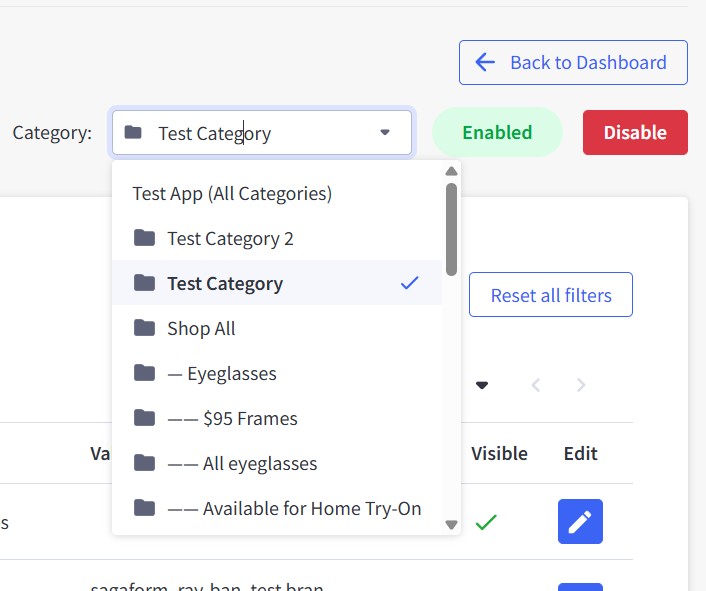 Back to Dashboard
Category:
Test Category
Enabled
Disable
Test App (All Categories)
Test Category 2
Test Category
Reset all filters
Shop All
— Eyeglasses
—— $95 Frames
Va
Visible
Edit
—— All eyeglasses
—— Available for Home Try-On
s
sagaform, ray-ban, test bran